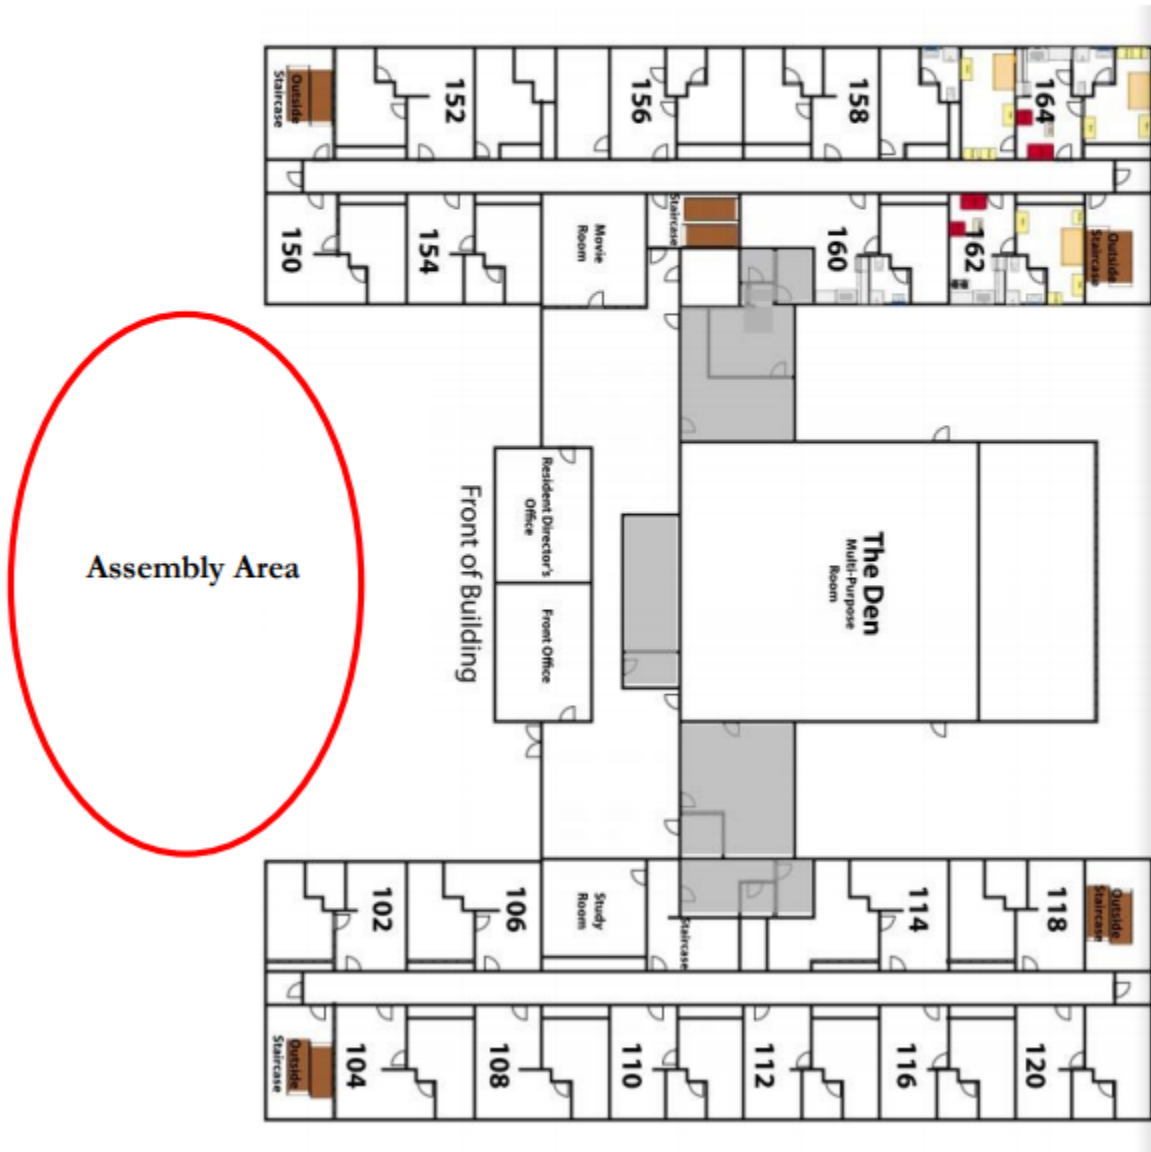 Outside
Staircase
152
156
158
164
150
154
Movie
Room
Staircase
160
162
Outside
Staircase
Assembly Area
Front of Building
Resident Director's
Office
Front Office
The Den
Multi-Purpose
Room
102
106
Study
Room
Staircase
114
118
Outside
Staircase
Outside
Staircase
104
108
110
112
116
120